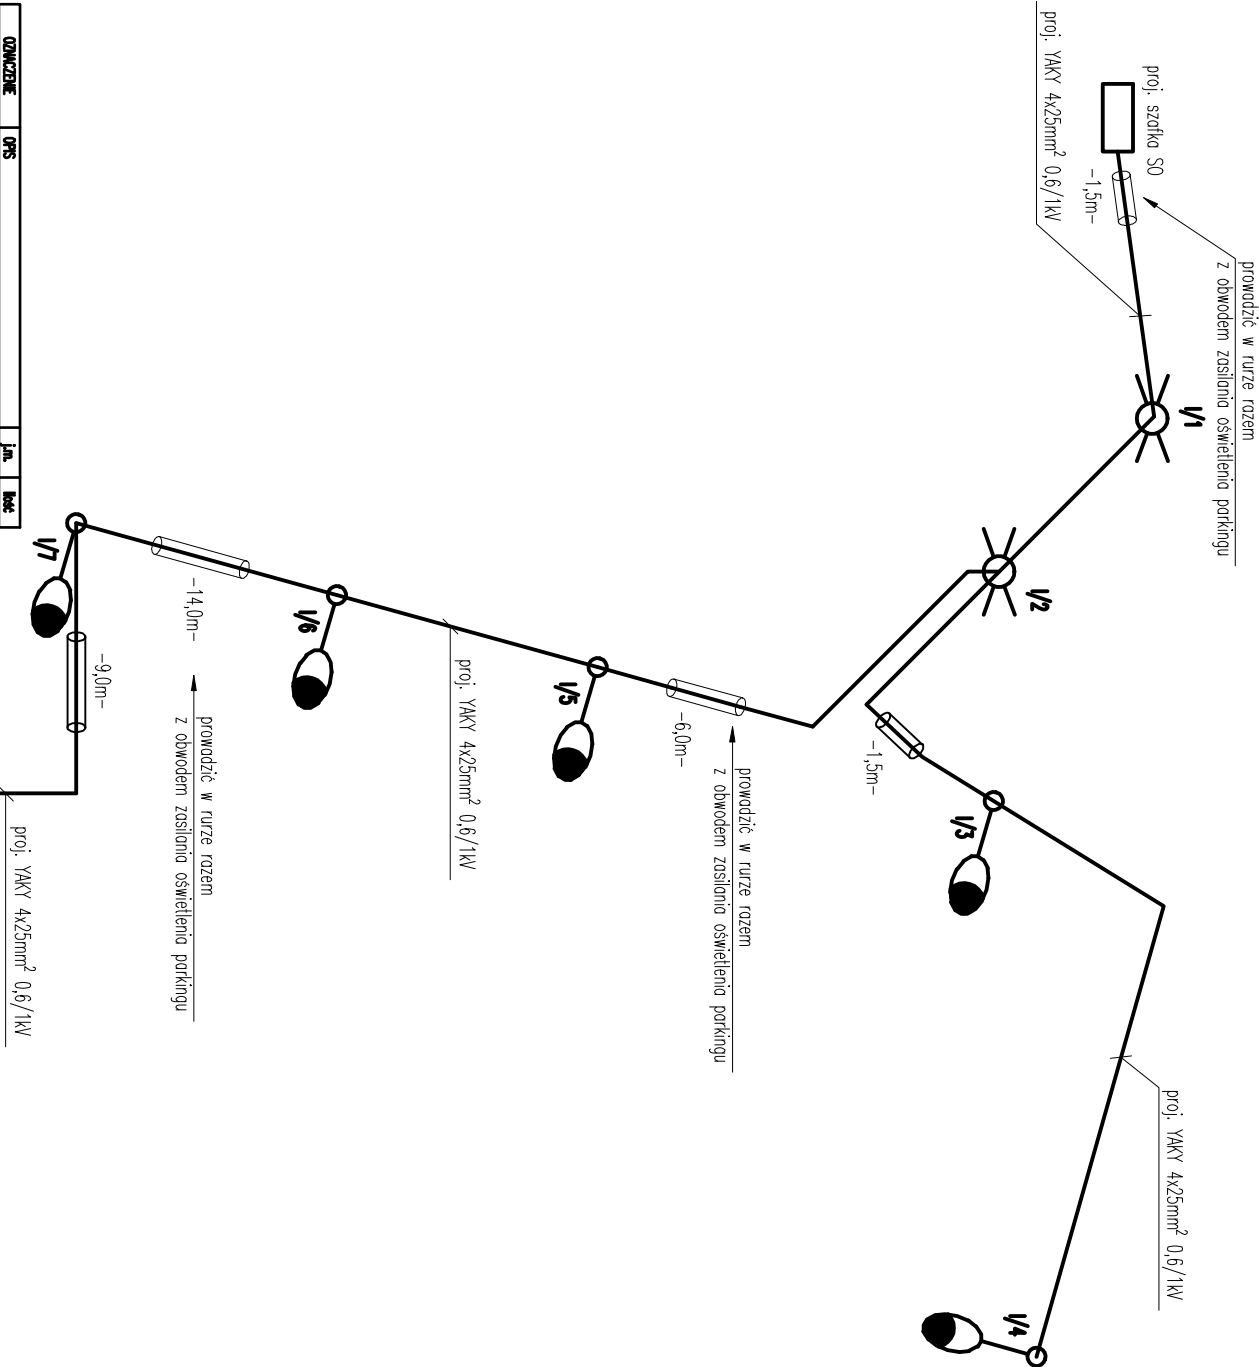 prowadzić w rurze razem
z obwodem zasilania oświetlenia parkingu
proj. szafka SO
-1,5m-
proj. YAKY 4x25mm² 0,6/1kV
I/1
I/2
-1,5m-
I/3
proj. YAKY 4x25mm² 0,6/1kV
I/4
prowadzić w rurze razem
z obwodem zasilania oświetlenia parkingu
-6,0m-
I/5
proj. YAKY 4x25mm² 0,6/1kV
I/6
prowadzić w rurze razem
z obwodem zasilania oświetlenia parkingu
-14,0m-
I/7
-9,0m-
proj. YAKY 4x25mm² 0,6/1kV
OZNACZENIE OPIS j.m. Ilość